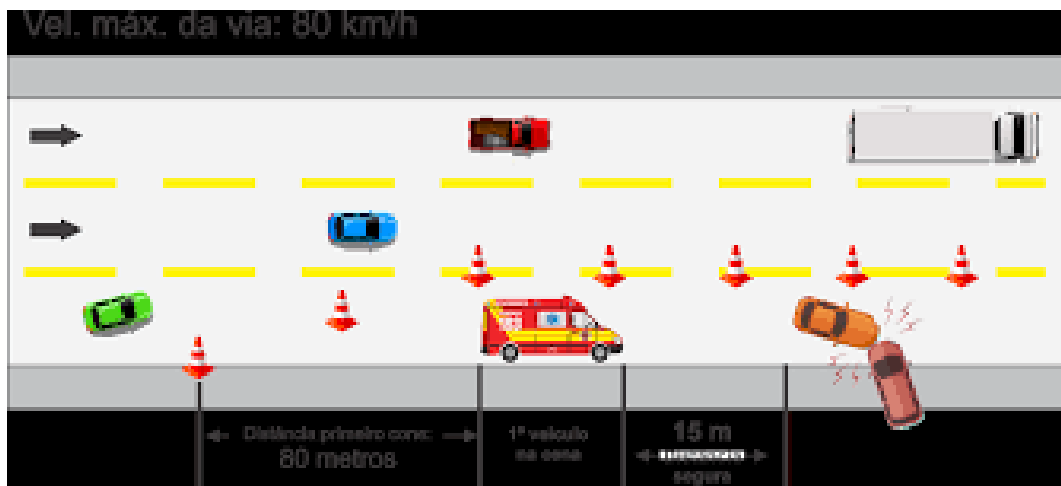 Vel. máx. da via: 80 km/h
Distância primeiro cone:
80 metros
1º veículo
na cena
15 m
segura